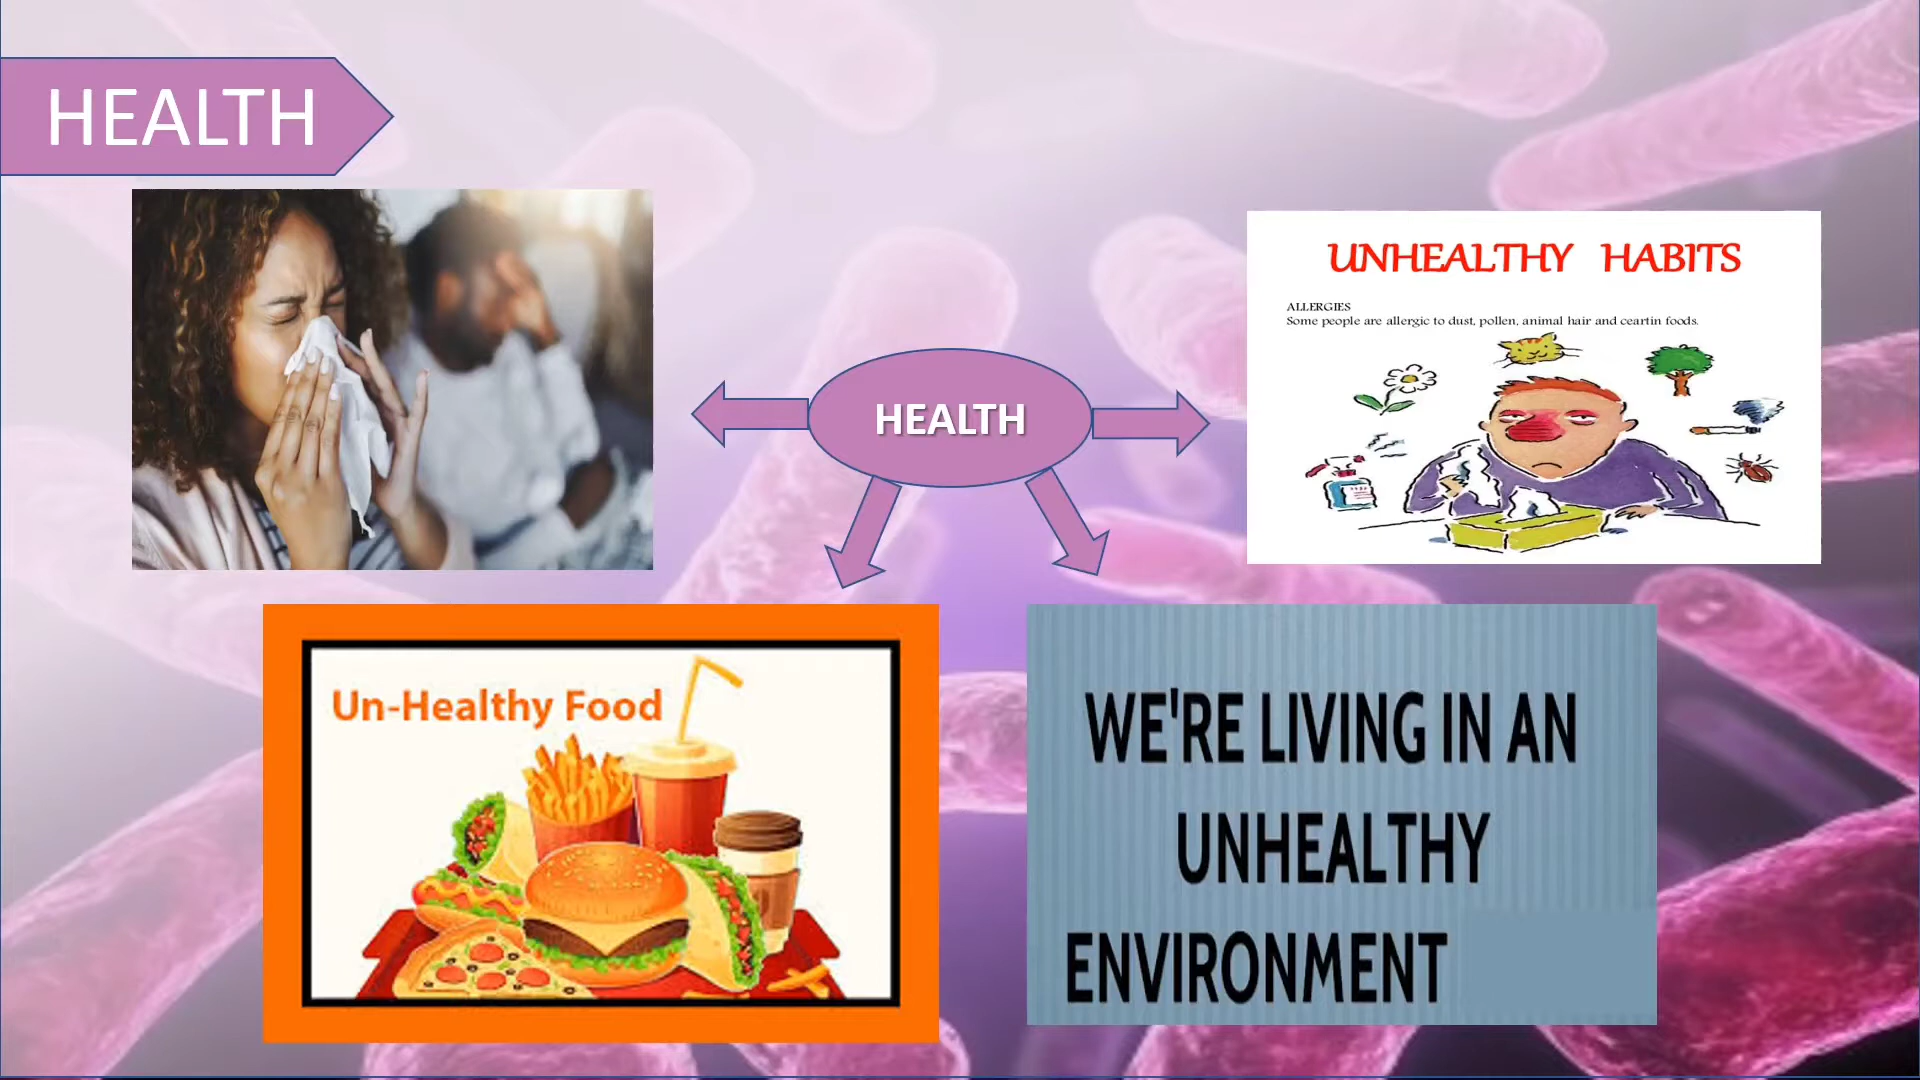 HEALTH
UNHEALTHY HABITS
ALLERGIES
Some people are allergic to dust, pollen, animal hair and ceartin foods.
HEALTH
Un-Healthy Food
WE'RE LIVING IN AN
UNHEALTHY
ENVIRONMENT